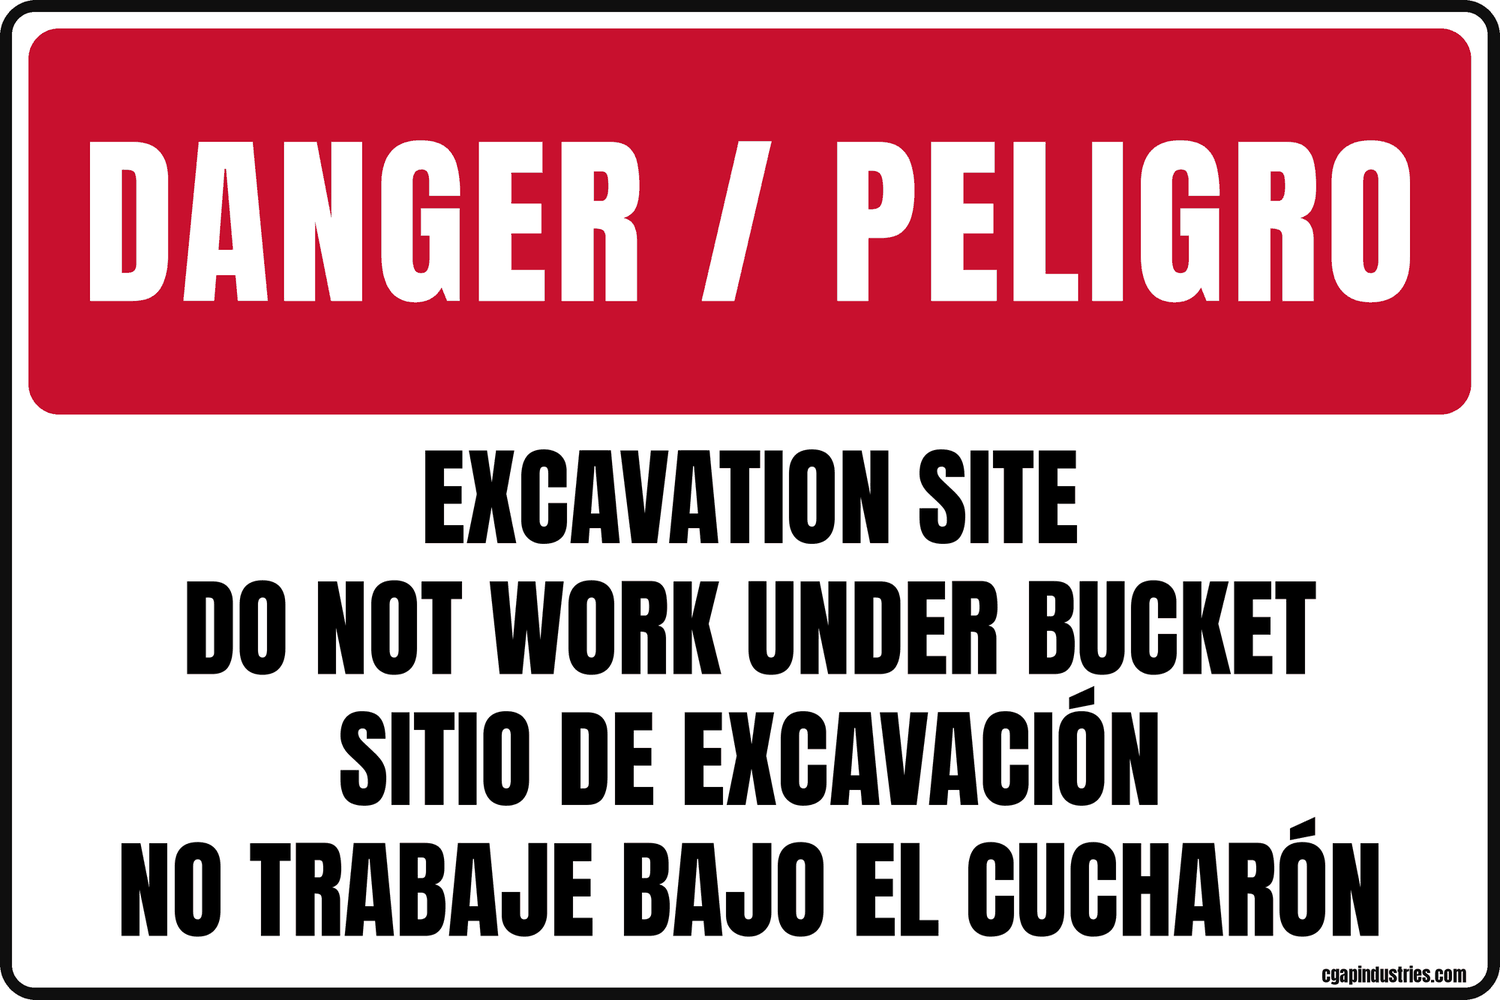 DANGER / PELIGRO
EXCAVATION SITE
DO NOT WORK UNDER BUCKET
SITIO DE EXCAVACIÓN
NO TRABAJE BAJO EL CUCHARÓN
cgapindustries.com